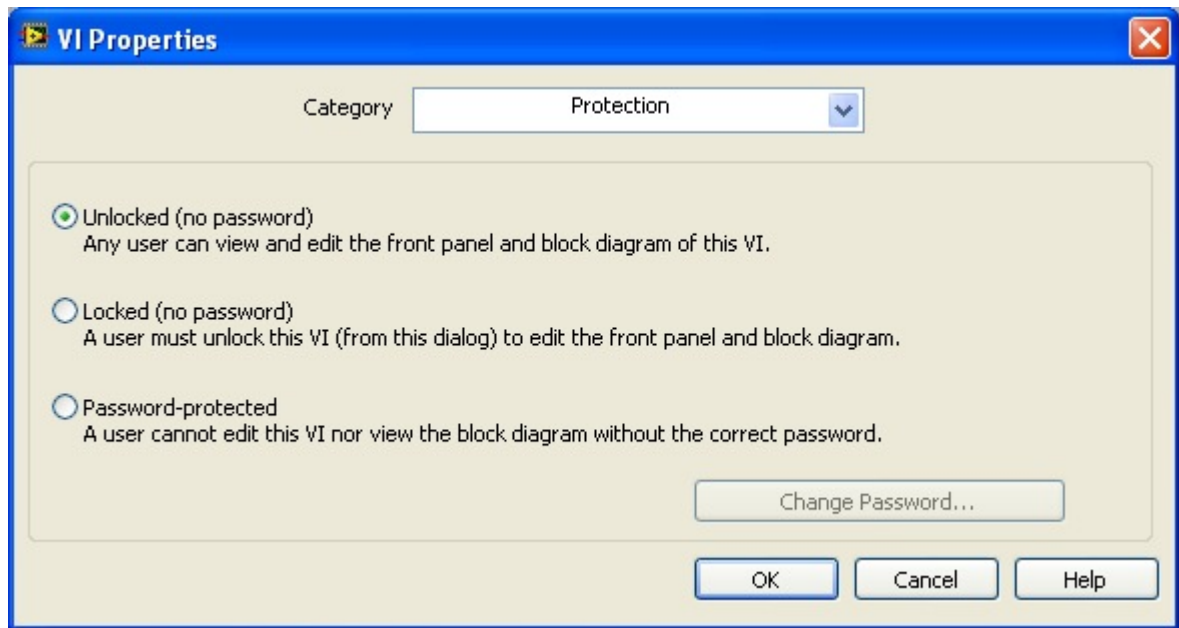 VI Properties
Category Protection
Unlocked (no password)
Any user can view and edit the front panel and block diagram of this VI.
Locked (no password)
A user must unlock this VI (from this dialog) to edit the front panel and block diagram.
Password-protected
A user cannot edit this VI nor view the block diagram without the correct password.
Change Password...
OK Cancel Help